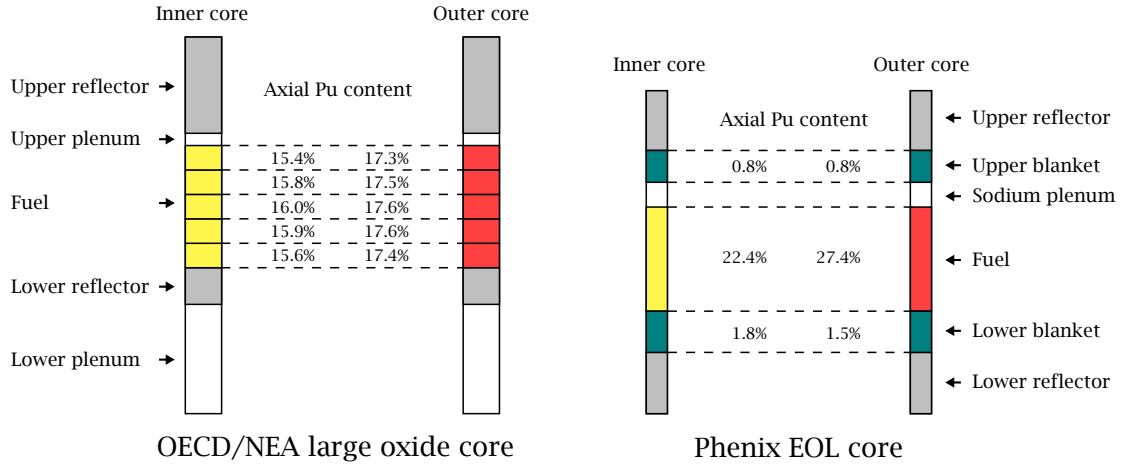 Inner core
Outer core
Upper reflector
Axial Pu content
Upper plenum
15.4% 17.3%
15.8% 17.5%
Fuel
16.0% 17.6%
15.9% 17.6%
15.6% 17.4%
Lower reflector
Lower plenum
OECD/NEA large oxide core
Inner core
Outer core
Axial Pu content
Upper reflector
0.8% 0.8%
Upper blanket
Sodium plenum
22.4% 27.4%
Fuel
1.8% 1.5%
Lower blanket
Lower reflector
Phenix EOL core